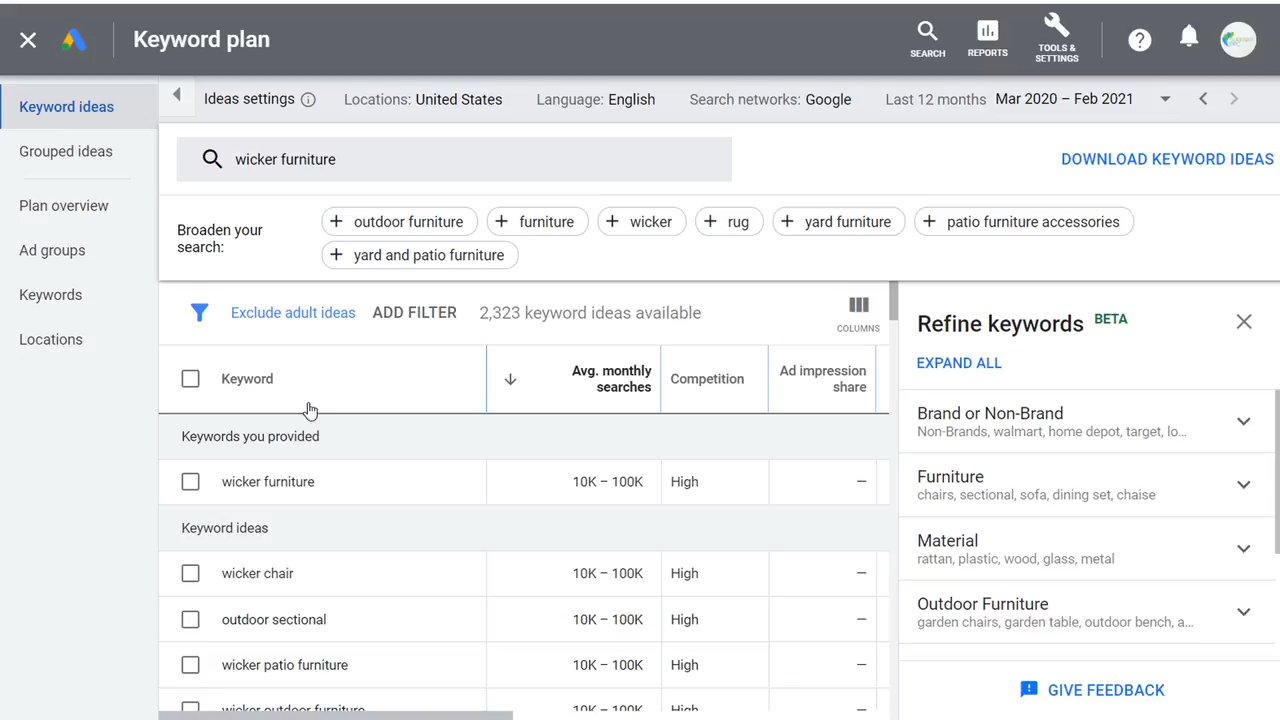 Keyword plan
SEARCH
REPORTS
TOOLS &
SETTINGS
Keyword ideas
Grouped ideas
Plan overview
Ad groups
Keywords
Locations
Ideas settings Locations: United States Language: English Search networks: Google Last 12 months Mar 2020 – Feb 2021
wicker furniture
DOWNLOAD KEYWORD IDEAS
Broaden your
search:
+ outdoor furniture + furniture + wicker + rug + yard furniture + patio furniture accessories
+ yard and patio furniture
Exclude adult ideas ADD FILTER 2,323 keyword ideas available
COLUMNS
Keyword
Avg. monthly
searches
Competition
Ad impression
share
Keywords you provided
wicker furniture 10K – 100K High –
Keyword ideas
wicker chair 10K – 100K High –
outdoor sectional 10K – 100K High –
wicker patio furniture 10K – 100K High –
wicker outdoor furniture 10K – 100K High –
Refine keywords BETA
EXPAND ALL
Brand or Non-Brand
Non-Brands, walmart, home depot, target, lo...
Furniture
chairs, sectional, sofa, dining set, chaise
Material
rattan, plastic, wood, glass, metal
Outdoor Furniture
garden chairs, garden table, outdoor bench, a...
GIVE FEEDBACK